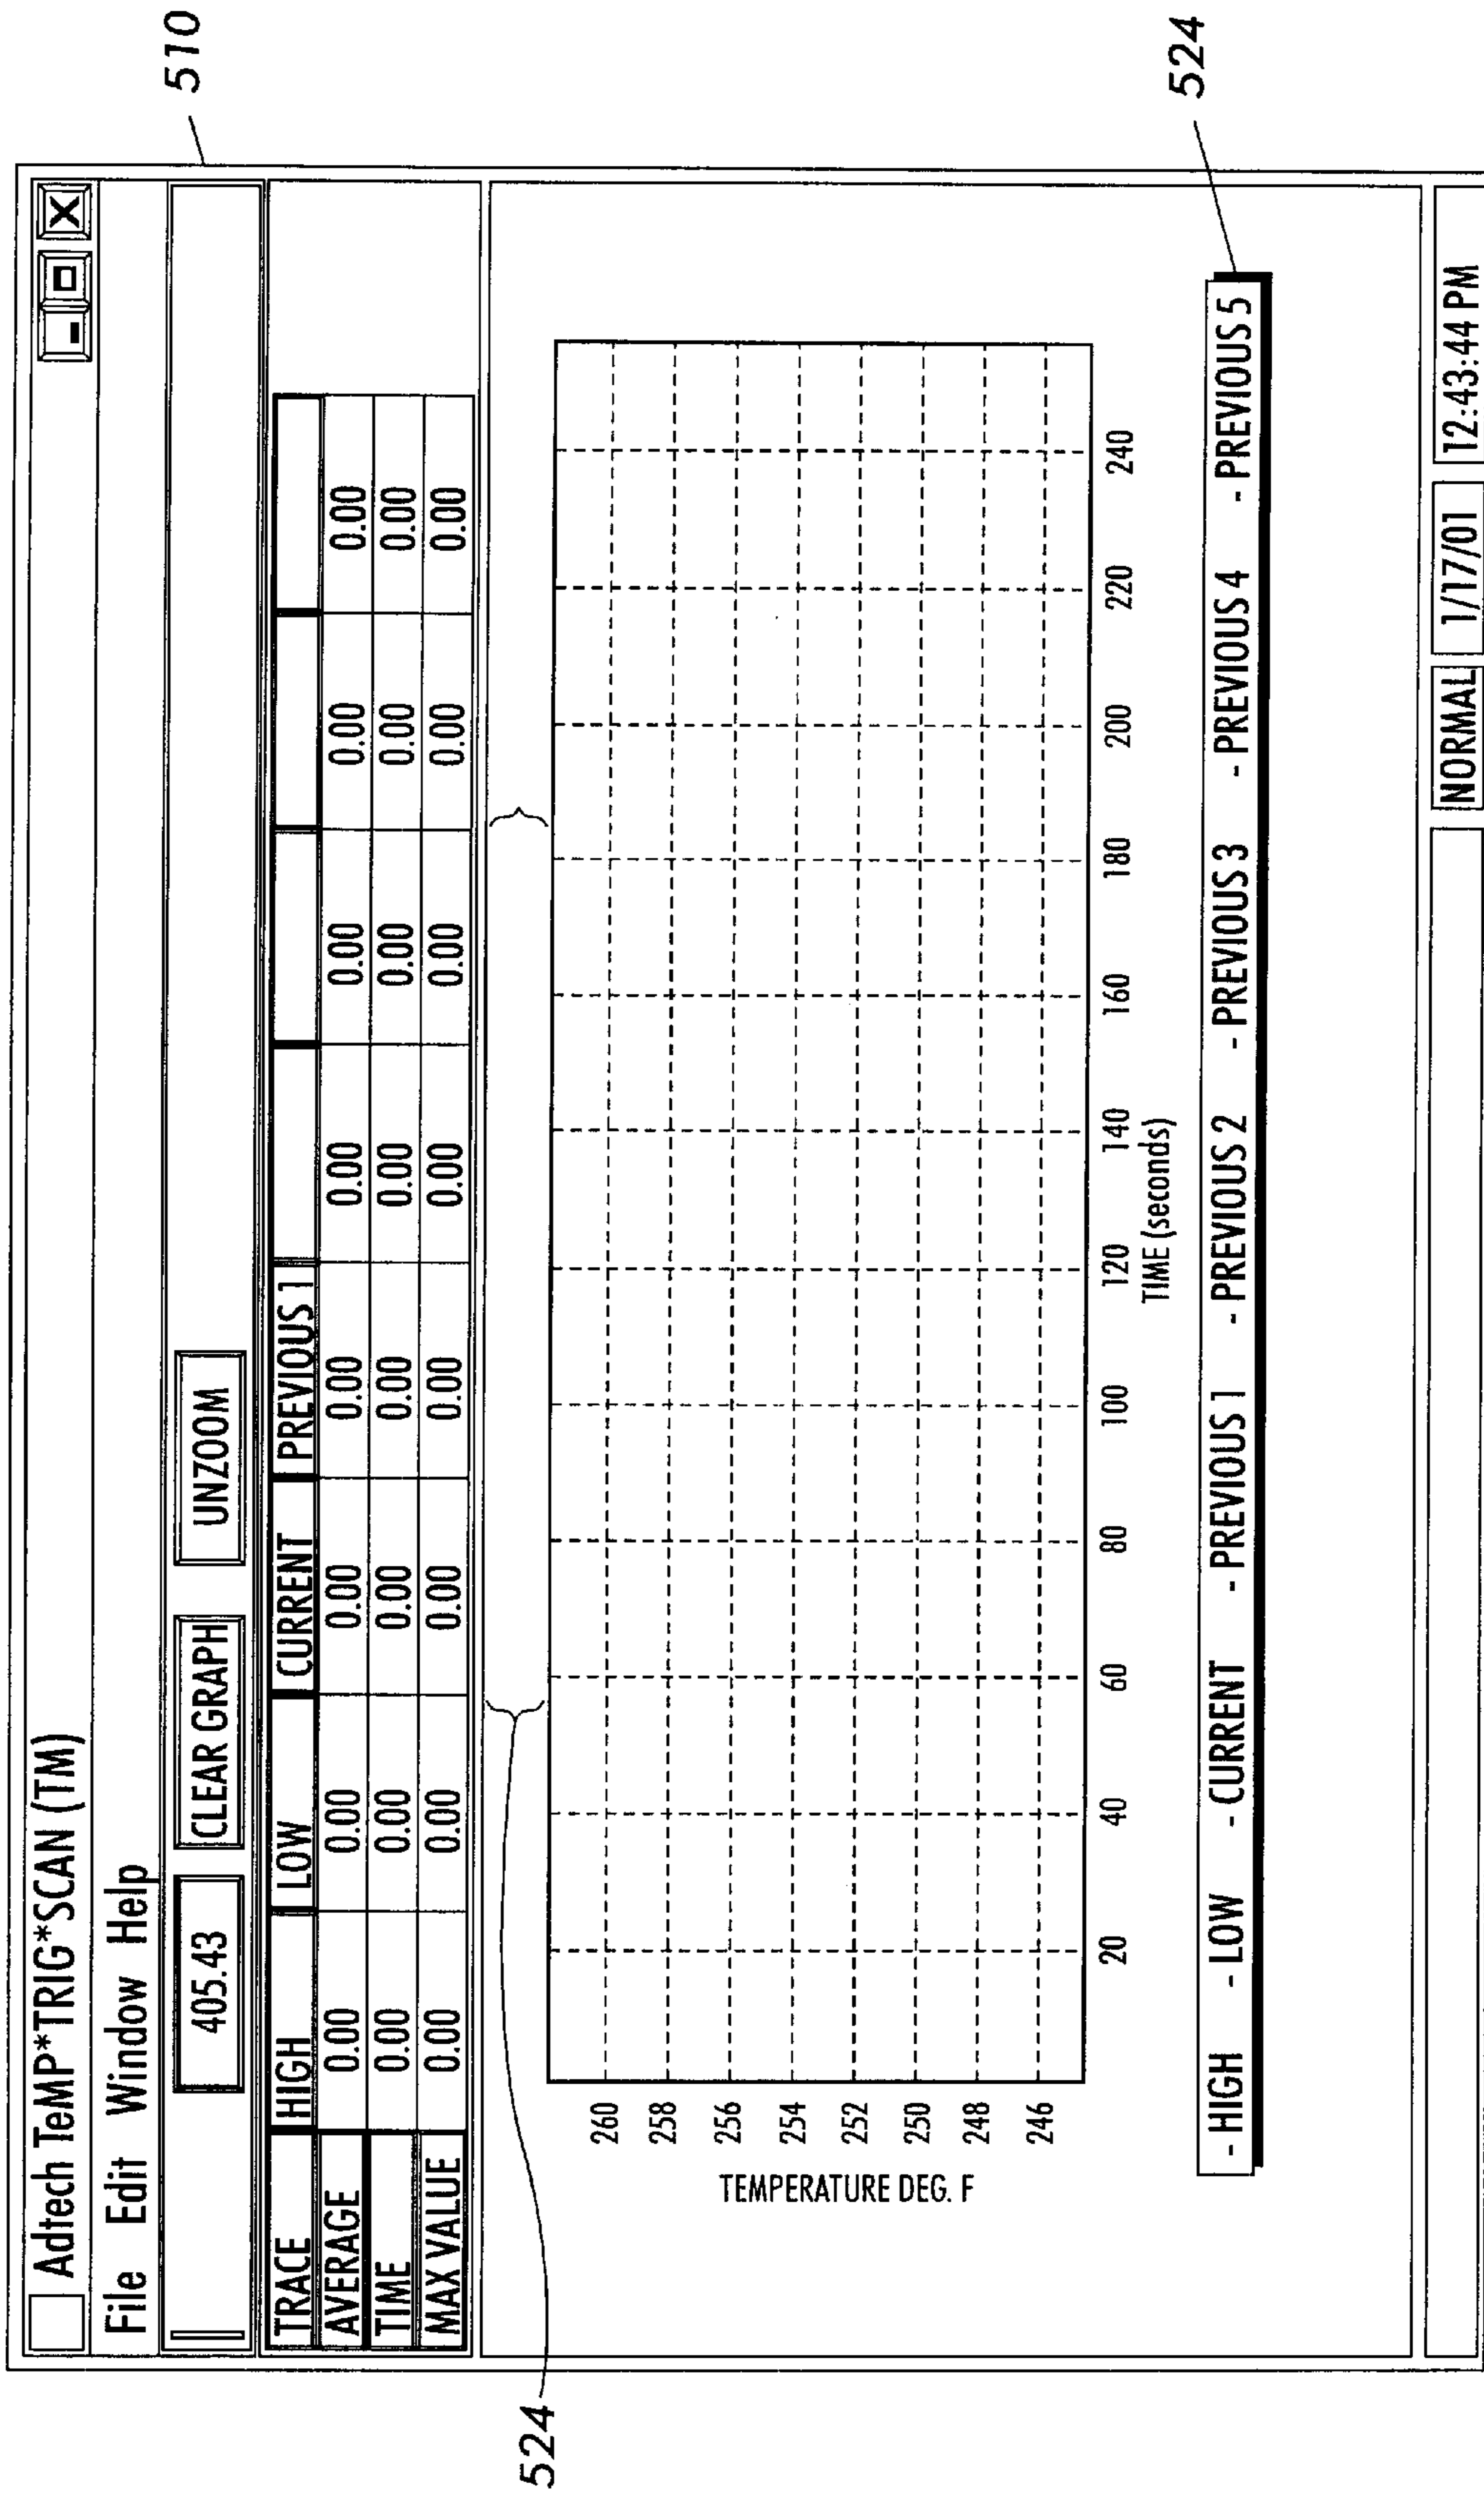 510
Adtech TeMP*TRIG*SCAN (TM)
File Edit Window Help
405.43 CLEAR GRAPH UNZOOM
TRACE HIGH LOW CURRENT PREVIOUS 1
AVERAGE 0.00 0.00 0.00 0.00 0.00 0.00 0.00 0.00
TIME 0.00 0.00 0.00 0.00 0.00 0.00 0.00 0.00
MAX VALUE 0.00 0.00 0.00 0.00 0.00 0.00 0.00 0.00
524
TEMPERATURE DEG. F
260
258
256
254
252
250
248
246
20 40 60 80 100 120 140 160 180 200 220 240
TIME (seconds)
524
- HIGH - LOW - CURRENT - PREVIOUS 1 - PREVIOUS 2 - PREVIOUS 3 - PREVIOUS 4 - PREVIOUS 5
NORMAL 1/17/01 12:43:44 PM